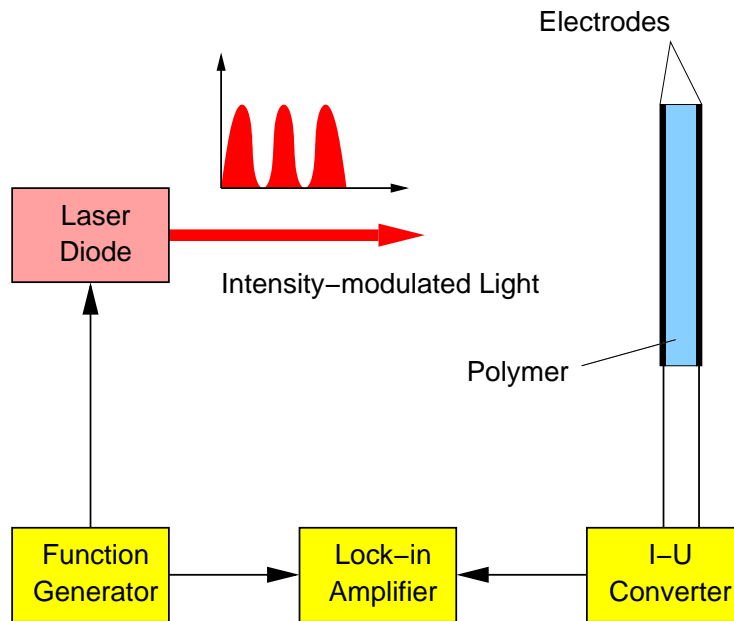 Electrodes
Laser
Diode
Intensity−modulated Light
Polymer
Function
Generator
Lock−in
Amplifier
I−U
Converter